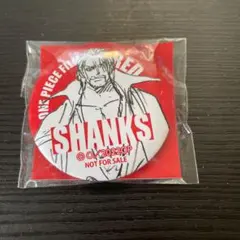 ONE PIECE FILM RED
SHANKS
NOT FOR SALE